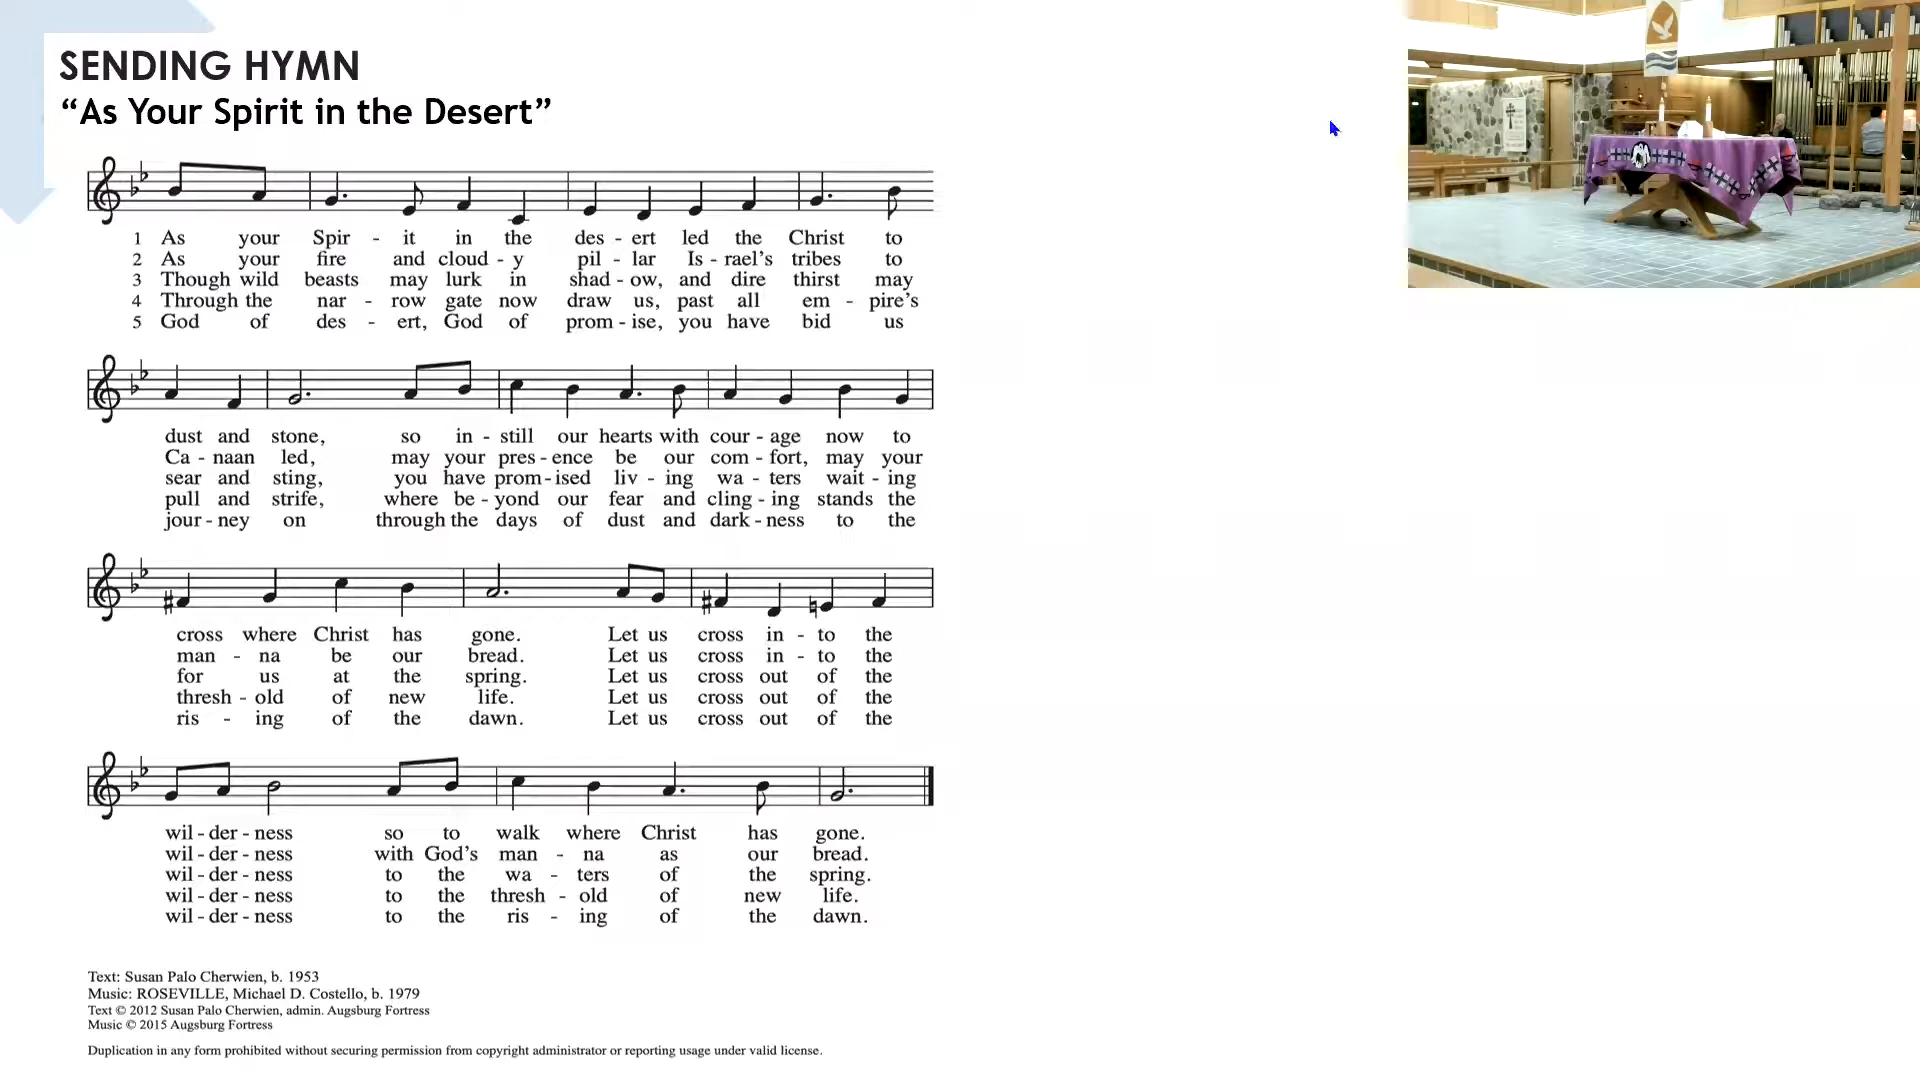 SENDING HYMN
“As Your Spirit in the Desert”
1 As your Spir - it in the des - ert led the Christ to
2 As your fire and cloud - y pil - lar Is - rael’s tribes to
3 Though wild beasts may lurk in shad - ow, and dire thirst may
4 Through the nar - row gate now draw us, past all em - pire’s
5 God of des - ert, God of prom - ise, you have bid us
dust and stone, so in - still our hearts with cour - age now to
Ca - naan led, may your pres - ence be our com - fort, may your
sear and sting, you have prom - ised liv - ing wa - ters wait - ing
pull and strife, where be - yond our fear and cling - ing stands the
jour - ney on through the days of dust and dark - ness to the
cross where Christ has gone. Let us cross in - to the
man - na be our bread. Let us cross in - to the
for us at the spring. Let us cross out of the
thresh - old of new life. Let us cross out of the
ris - ing of the dawn. Let us cross out of the
wil - der - ness so to walk where Christ has gone.
wil - der - ness with God’s man - na as our bread.
wil - der - ness to the wa - ters of the spring.
wil - der - ness to the thresh - old of new life.
wil - der - ness to the ris - ing of the dawn.
Text: Susan Palo Cherwien, b. 1953
Music: ROSEVILLE, Michael D. Costello, b. 1979
Text © 2012 Susan Palo Cherwien, admin. Augsburg Fortress
Music © 2015 Augsburg Fortress
Duplication in any form prohibited without securing permission from copyright administrator or reporting usage under valid license.